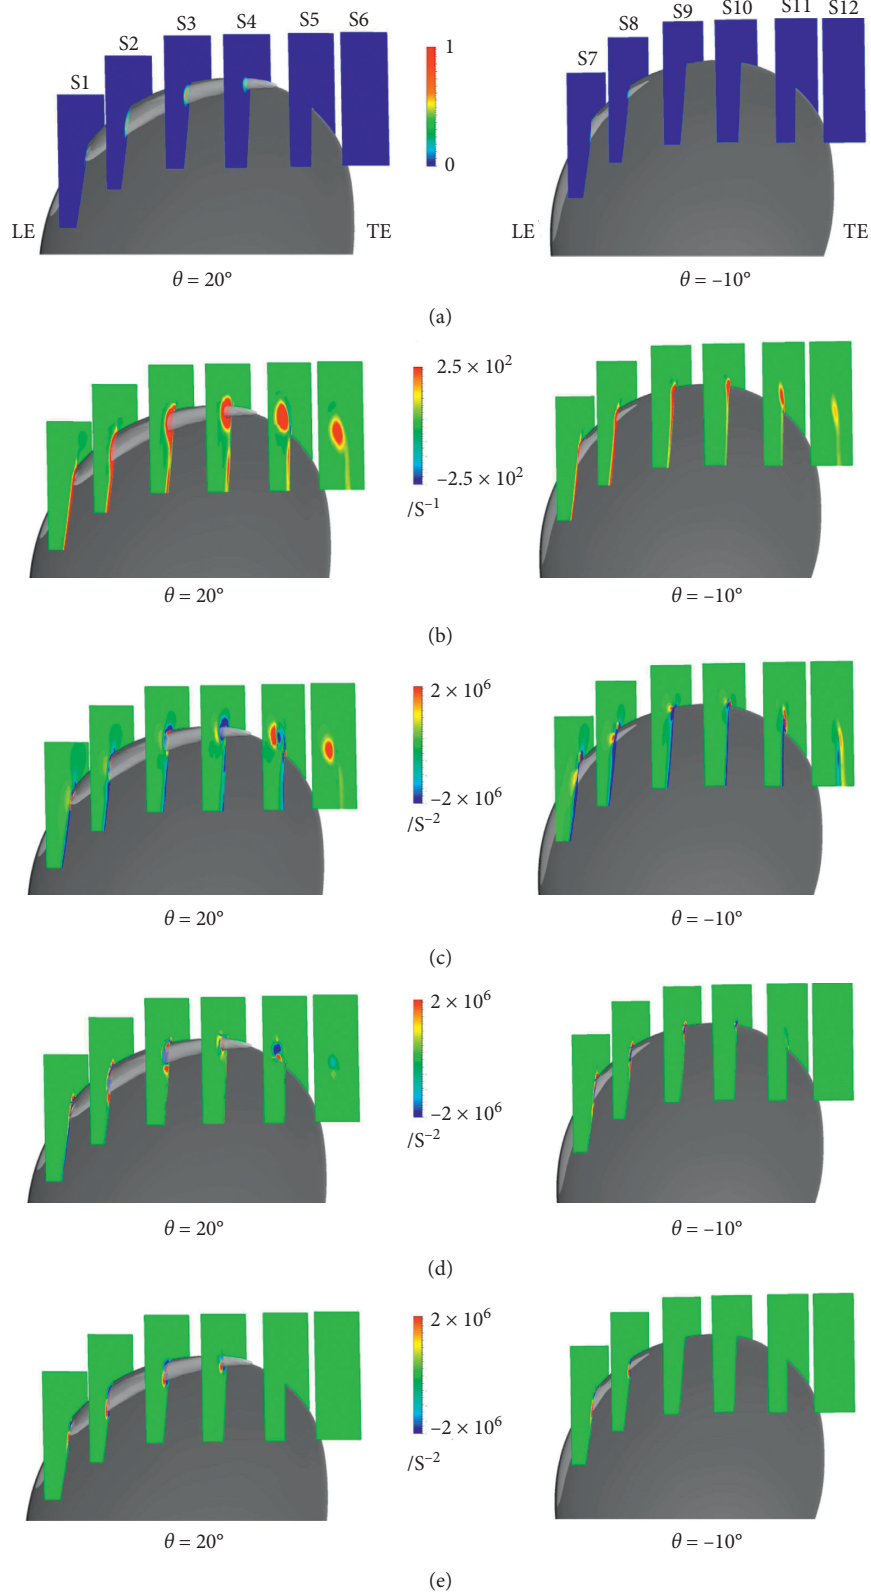 S1 S2 S3 S4 S5 S6
S7 S8 S9 S10 S11 S12
1
0
LE TE LE TE
θ = 20° θ = –10°
(a)
2.5 × 10²
–2.5 × 10²
/S⁻¹
θ = 20° θ = –10°
(b)
2 × 10⁶
–2 × 10⁶
/S⁻²
θ = 20° θ = –10°
(c)
2 × 10⁶
–2 × 10⁶
/S⁻²
θ = 20° θ = –10°
(d)
2 × 10⁶
–2 × 10⁶
/S⁻²
θ = 20° θ = –10°
(e)